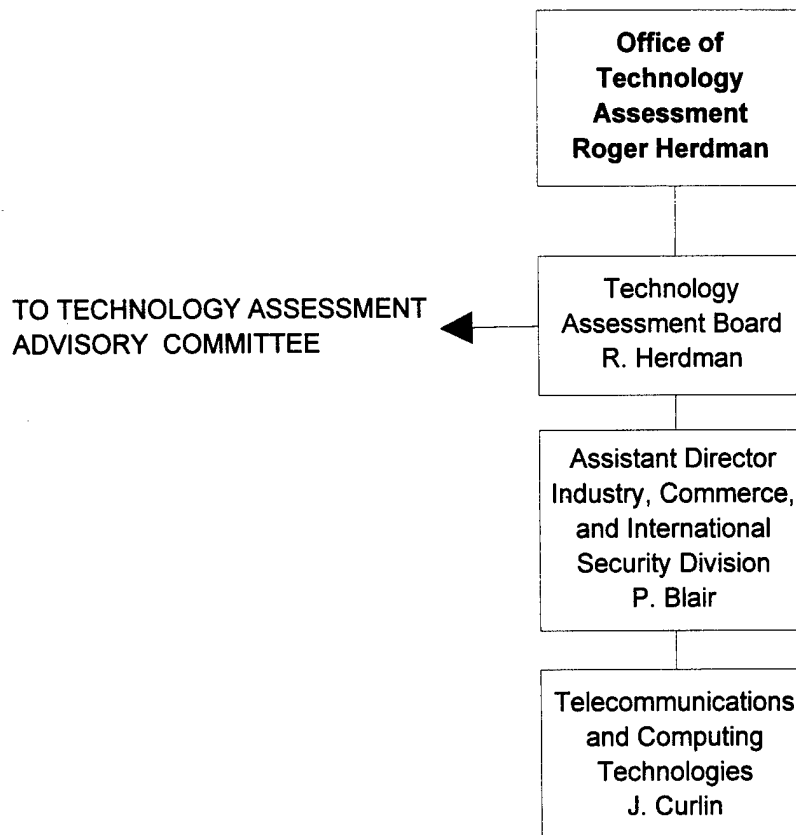 Office of
Technology
Assessment
Roger Herdman
Technology
Assessment Board
R. Herdman
TO TECHNOLOGY ASSESSMENT
ADVISORY COMMITTEE
Assistant Director
Industry, Commerce,
and International
Security Division
P. Blair
Telecommunications
and Computing
Technologies
J. Curlin